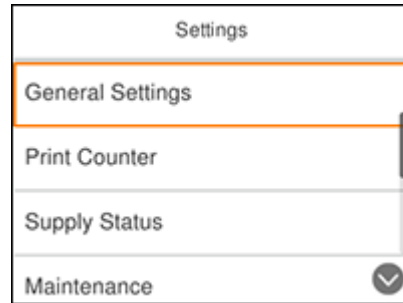 Settings
General Settings
Print Counter
Supply Status
Maintenance